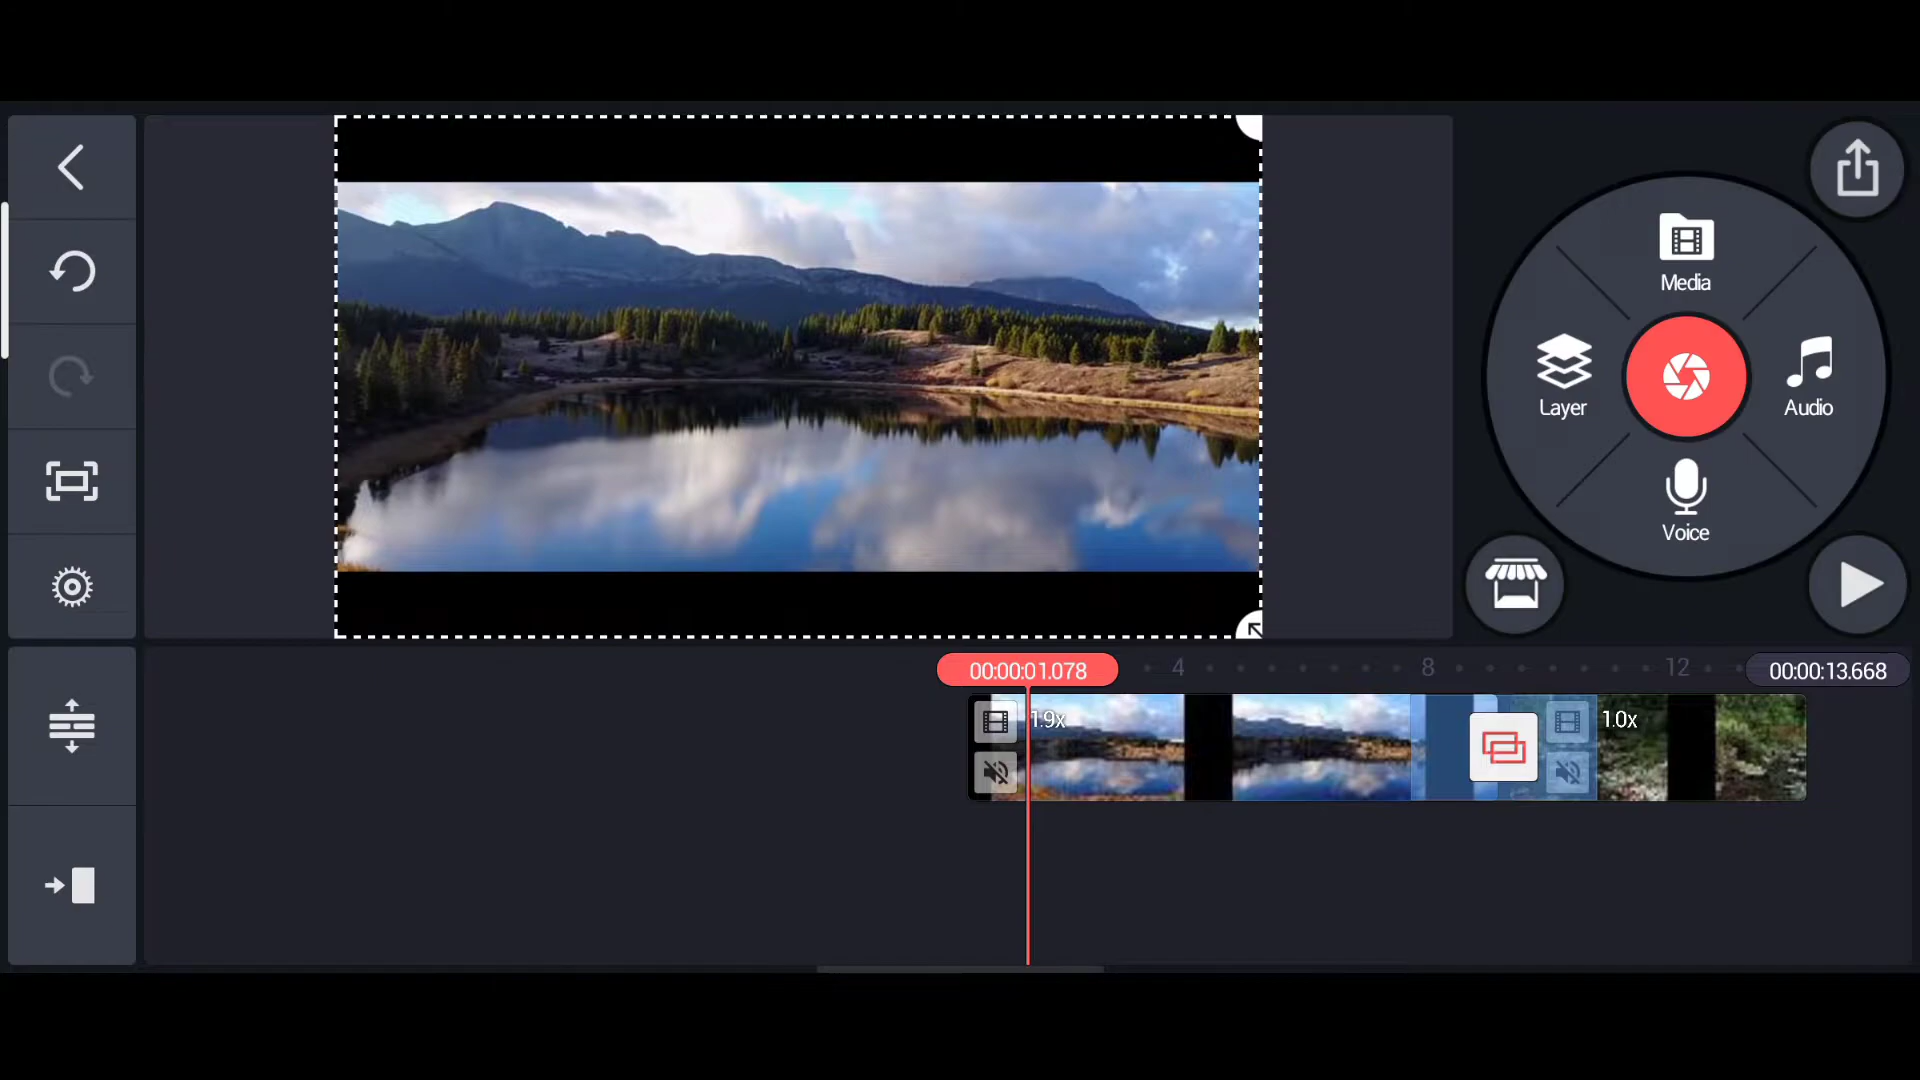 Media
Layer
Audio
Voice
00:00:01.078
4
8
12
00:00:13.668
1.9x
1.0x